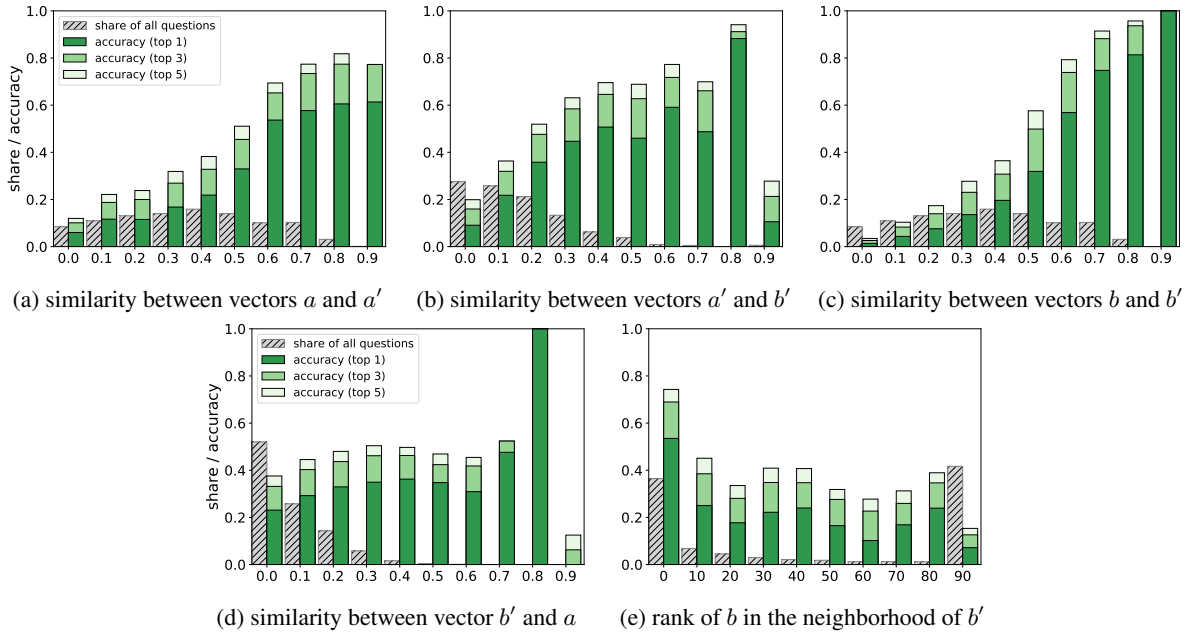 share / accuracy
1.0
0.8
0.6
0.4
0.2
0.0
share of all questions
accuracy (top 1)
accuracy (top 3)
accuracy (top 5)
0.0 0.1 0.2 0.3 0.4 0.5 0.6 0.7 0.8 0.9
(a) similarity between vectors a and a′
1.0
0.8
0.6
0.4
0.2
0.0
0.0 0.1 0.2 0.3 0.4 0.5 0.6 0.7 0.8 0.9
(b) similarity between vectors a′ and b′
1.0
0.8
0.6
0.4
0.2
0.0
0.0 0.1 0.2 0.3 0.4 0.5 0.6 0.7 0.8 0.9
(c) similarity between vectors b and b′
share / accuracy
1.0
0.8
0.6
0.4
0.2
0.0
share of all questions
accuracy (top 1)
accuracy (top 3)
accuracy (top 5)
0.0 0.1 0.2 0.3 0.4 0.5 0.6 0.7 0.8 0.9
(d) similarity between vector b′ and a
1.0
0.8
0.6
0.4
0.2
0.0
0 10 20 30 40 50 60 70 80 90
(e) rank of b in the neighborhood of b′